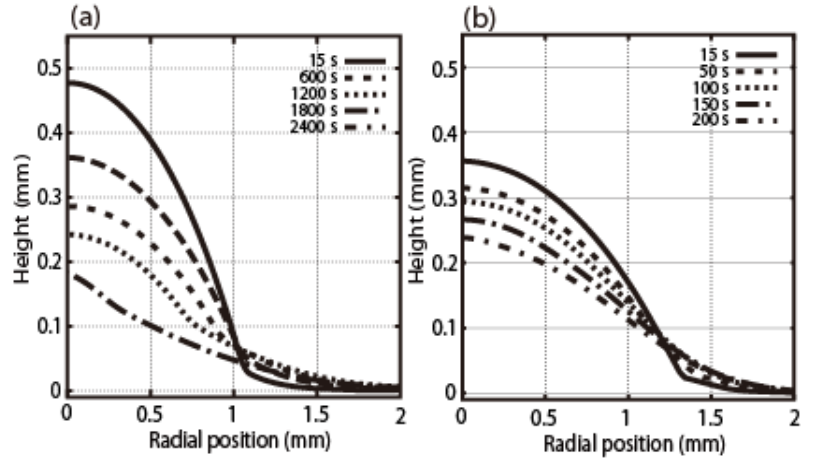 (a)
15 s
600 s
1200 s
1800 s
2400 s
0.5
0.4
0.3
0.2
0.1
0
Height (mm)
0
0.5
1
1.5
2
Radial position (mm)
(b)
15 s
50 s
100 s
150 s
200 s
0.5
0.4
0.3
0.2
0.1
0
Height (mm)
0
0.5
1
1.5
2
Radial position (mm)